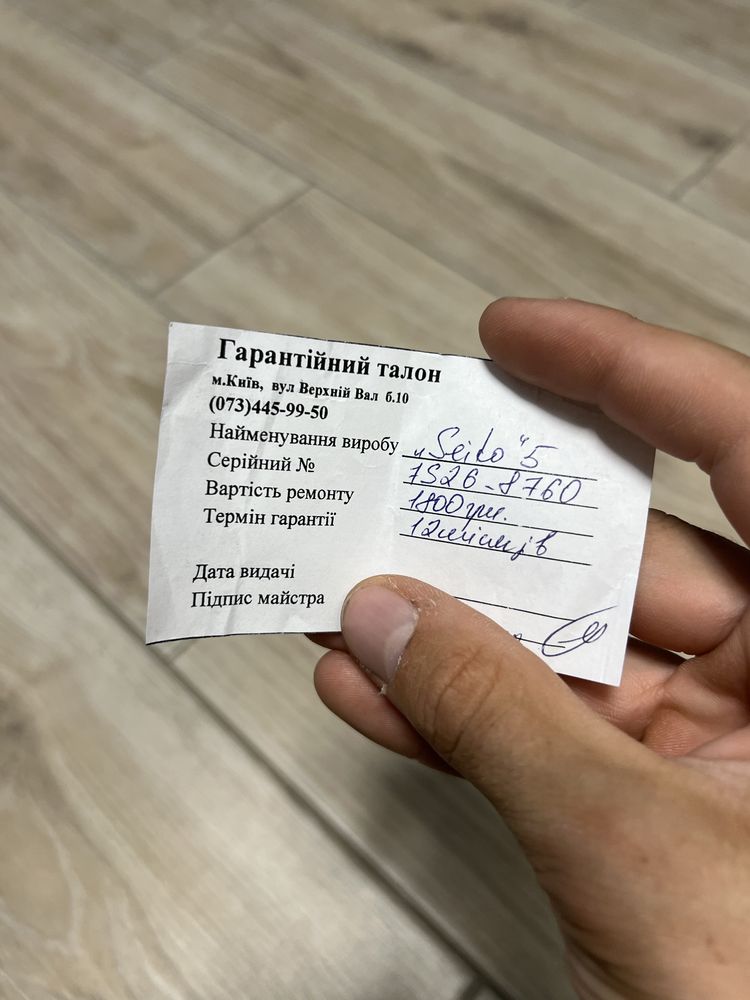 Гарантійний талон
м.Київ, вул Верхній Вал б.10
(073)445-99-50
Найменування виробу „Seiko“ 5
Серійний № 7S26-8760
Вартість ремонту 1800 грн.
Термін гарантії 12 місяців
Дата видачі
Підпис майстра